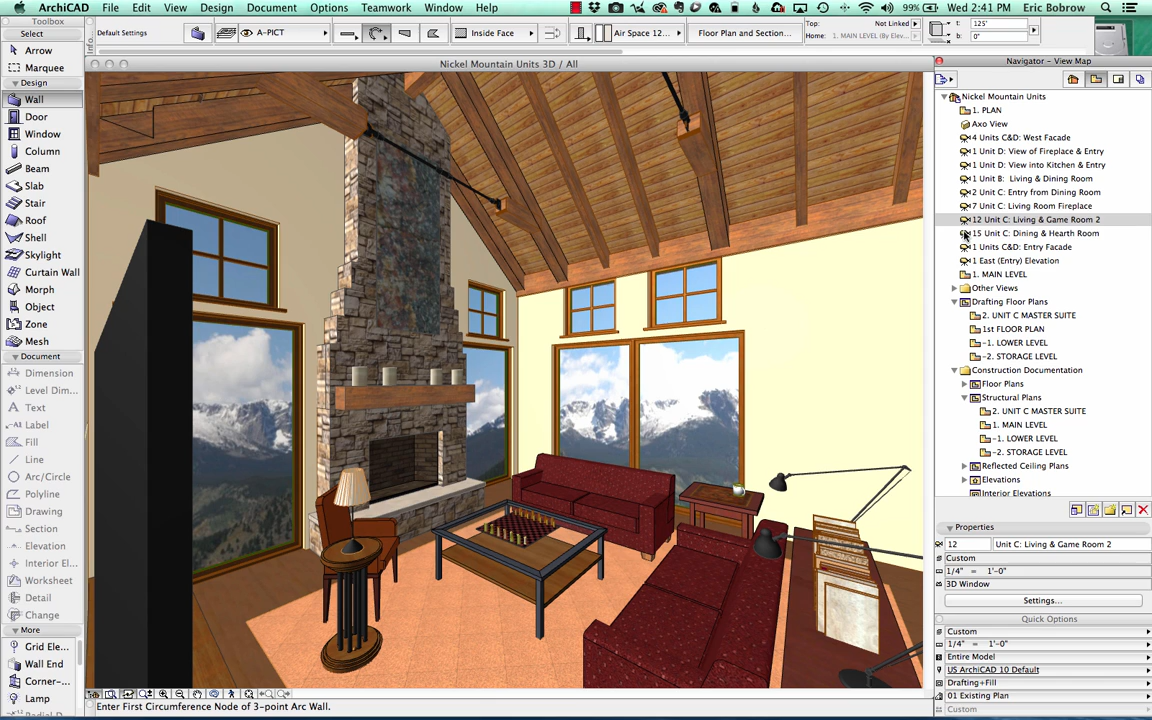 ArchiCAD File Edit View Design Document Options Teamwork Window Help 99% Wed 2:41 PM Eric Bobrow
Toolbox
Select
Arrow
Marquee
Design
Wall
Door
Window
Column
Beam
Slab
Stair
Roof
Shell
Skylight
Curtain Wall
Morph
Object
Zone
Mesh
Document
Dimension
Level Dim...
Text
Label
Fill
Line
Arc/Circle
Polyline
Drawing
Section
Elevation
Interior El...
Worksheet
Detail
Change
More
Grid Ele...
Wall End
Corner-...
Lamp
Default Settings
A-PICT
Inside Face
Air Space 12...
Floor Plan and Section...
Top: Not Linked
Home: 1. MAIN LEVEL (By Elev...
t: 125'
b: 0"
Nickel Mountain Units 3D / All
Enter First Circumference Node of 3-point Arc Wall.
Navigator - View Map
Nickel Mountain Units
1. PLAN
Axo View
4 Units C&D: West Facade
1 Unit D: View of Fireplace & Entry
1 Unit D: View into Kitchen & Entry
1 Unit B: Living & Dining Room
2 Unit C: Entry from Dining Room
7 Unit C: Living Room Fireplace
12 Unit C: Living & Game Room 2
15 Unit C: Dining & Hearth Room
1 Units C&D: Entry Facade
1 East (Entry) Elevation
1. MAIN LEVEL
Other Views
Drafting Floor Plans
2. UNIT C MASTER SUITE
1st FLOOR PLAN
-1. LOWER LEVEL
-2. STORAGE LEVEL
Construction Documentation
Floor Plans
Structural Plans
2. UNIT C MASTER SUITE
1. MAIN LEVEL
-1. LOWER LEVEL
-2. STORAGE LEVEL
Reflected Ceiling Plans
Elevations
Interior Elevations
Properties
12 Unit C: Living & Game Room 2
Custom
1/4" = 1'-0"
3D Window
Settings...
Quick Options
Custom
1/4" = 1'-0"
Entire Model
US ArchiCAD 10 Default
Drafting+Fill
01 Existing Plan
Custom